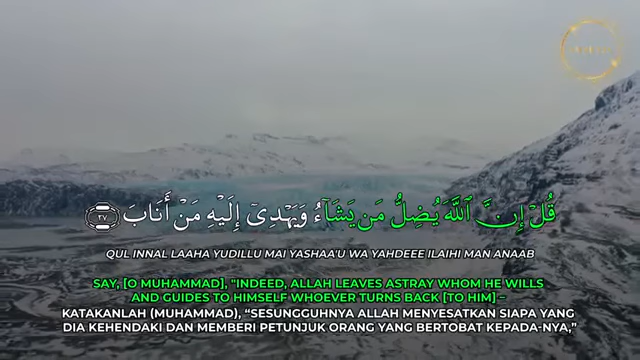 قُلْ إِنَّ ٱللَّهَ يُضِلُّ مَن يَشَآءُ وَيَهْدِىٓ إِلَيْهِ مَنْ أَنَابَ ٢٧
QUL INNAL LAAHA YUDILLU MAI YASHAA'U WA YAHDEEE ILAIHI MAN ANAAB
SAY, [O MUHAMMAD], "INDEED, ALLAH LEAVES ASTRAY WHOM HE WILLS
AND GUIDES TO HIMSELF WHOEVER TURNS BACK [TO HIM] –
KATAKANLAH (MUHAMMAD), “SESUNGGUHNYA ALLAH MENYESATKAN SIAPA YANG
DIA KEHENDAKI DAN MEMBERI PETUNJUK ORANG YANG BERTOBAT KEPADA-NYA,”